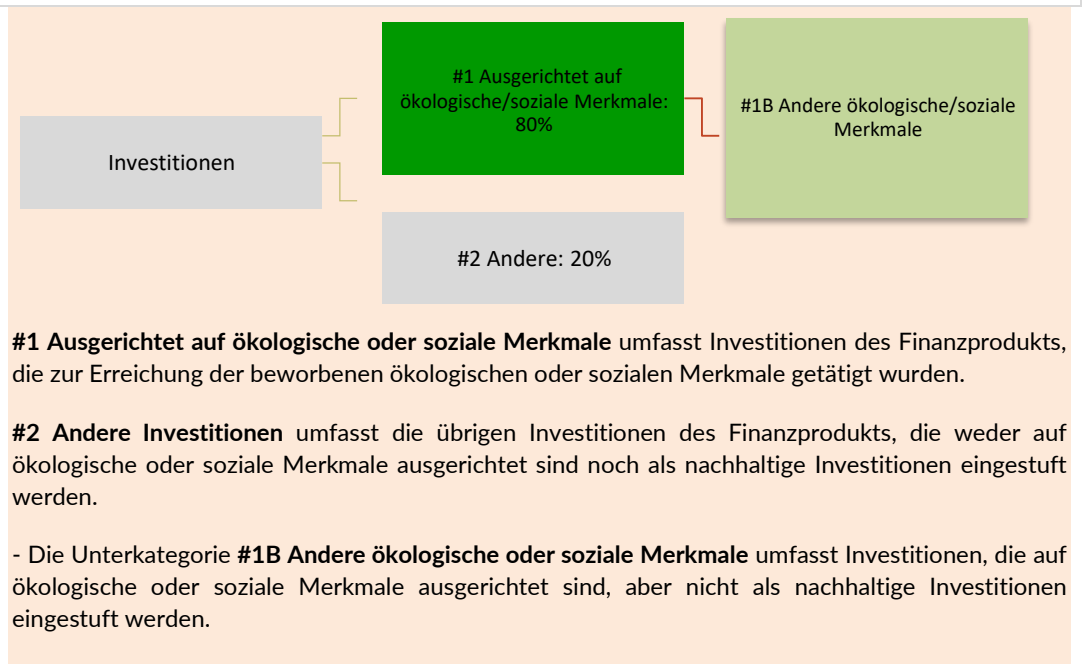 #1 Ausgerichtet auf
ökologische/soziale Merkmale:
80%
#1B Andere ökologische/soziale
Merkmale
Investitionen
#2 Andere: 20%
#1 Ausgerichtet auf ökologische oder soziale Merkmale umfasst Investitionen des Finanzprodukts,
die zur Erreichung der beworbenen ökologischen oder sozialen Merkmale getätigt wurden.
#2 Andere Investitionen umfasst die übrigen Investitionen des Finanzprodukts, die weder auf
ökologische oder soziale Merkmale ausgerichtet sind noch als nachhaltige Investitionen eingestuft
werden.
- Die Unterkategorie #1B Andere ökologische oder soziale Merkmale umfasst Investitionen, die auf
ökologische oder soziale Merkmale ausgerichtet sind, aber nicht als nachhaltige Investitionen
eingestuft werden.